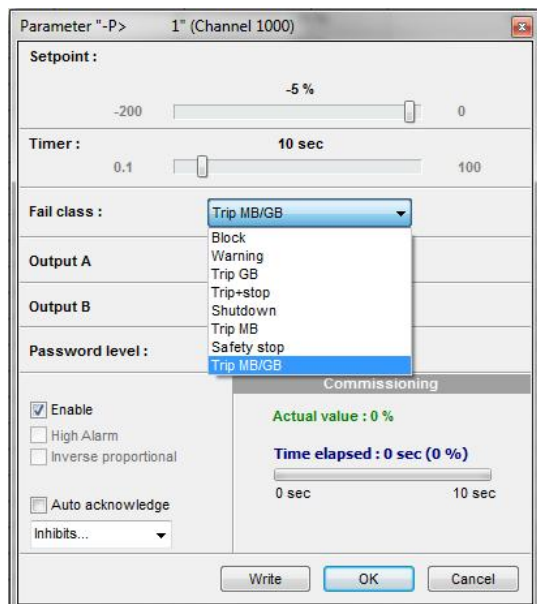 Parameter "-P> 1" (Channel 1000)
Setpoint :
-5 %
-200 0
Timer :
10 sec
0.1 100
Fail class :
Trip MB/GB
Block
Warning
Trip GB
Trip+stop
Shutdown
Trip MB
Safety stop
Trip MB/GB
Output A
Output B
Password level :
Enable
High Alarm
Inverse proportional
Auto acknowledge
Inhibits...
Commissioning
Actual value : 0 %
Time elapsed : 0 sec (0 %)
0 sec 10 sec
Write OK Cancel